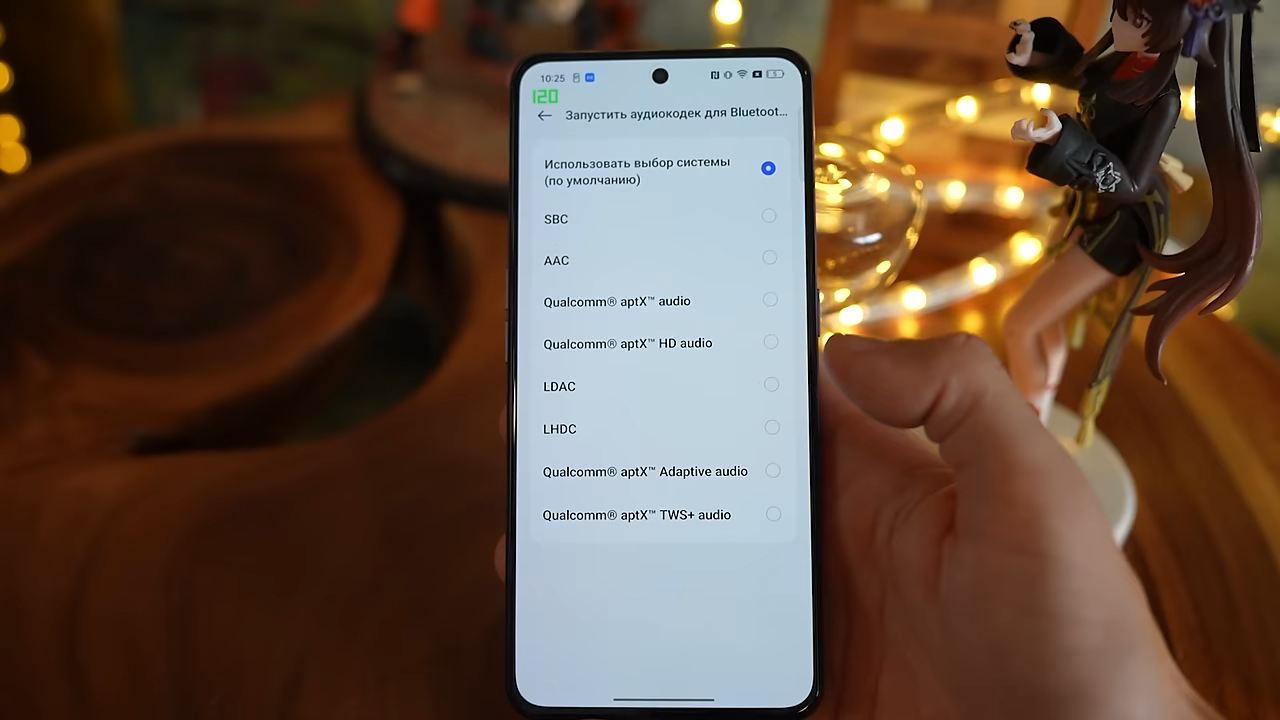 10:25
120
Запустить аудиокодек для Bluetoot...
Использовать выбор системы
(по умолчанию)
SBC
AAC
Qualcomm® aptX™ audio
Qualcomm® aptX™ HD audio
LDAC
LHDC
Qualcomm® aptX™ Adaptive audio
Qualcomm® aptX™ TWS+ audio